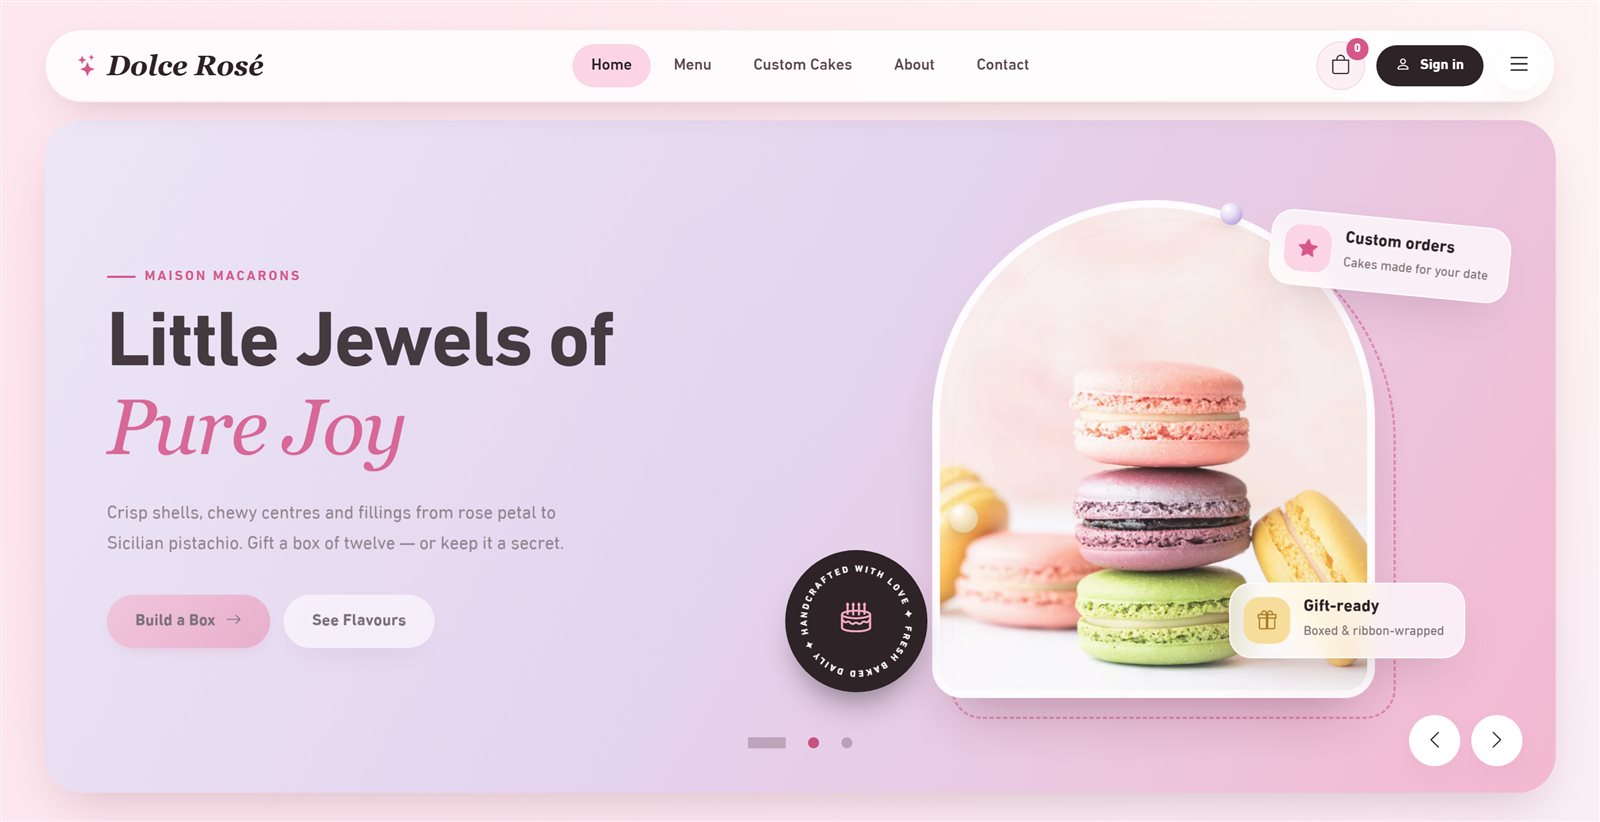 Dolce Rosé
Home
Menu
Custom Cakes
About
Contact
0
Sign in
MAISON MACARONS
Little Jewels of
Pure Joy
Crisp shells, chewy centres and fillings from rose petal to
Sicilian pistachio. Gift a box of twelve — or keep it a secret.
Build a Box →
See Flavours
Custom orders
Cakes made for your date
HANDCRAFTED WITH LOVE ✦ FRESH BAKED DAILY ✦
Gift-ready
Boxed & ribbon-wrapped